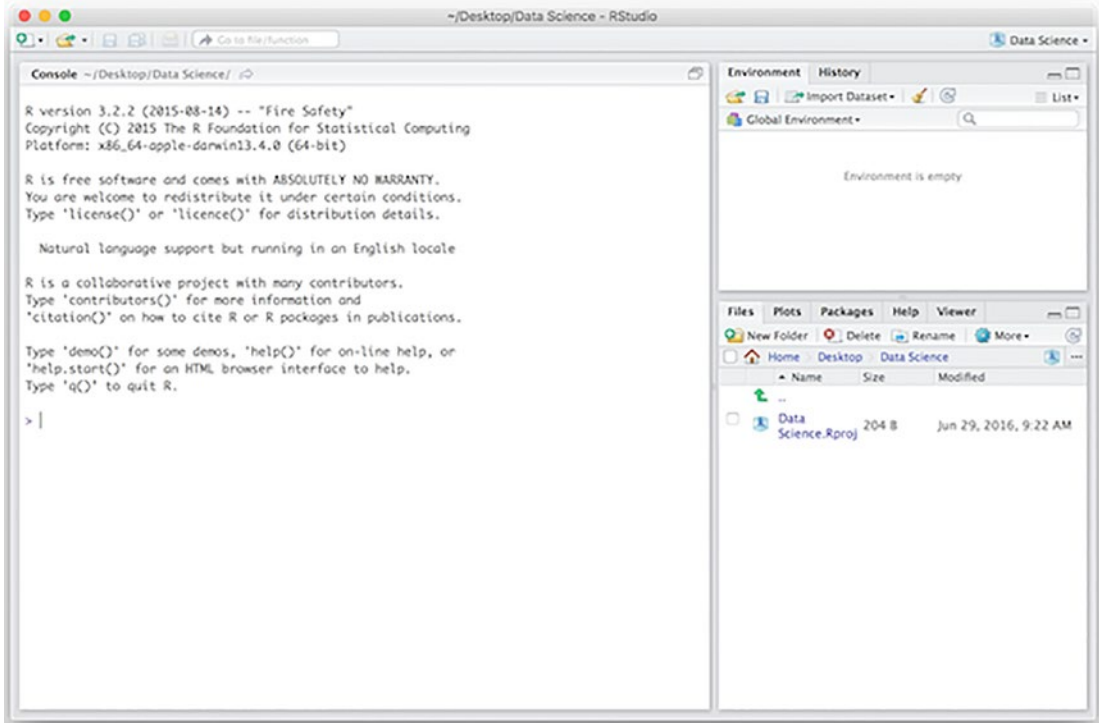 ~/Desktop/Data Science - RStudio
Go to file/function
Data Science
Console ~/Desktop/Data Science/
R version 3.2.2 (2015-08-14) -- "Fire Safety"
Copyright (C) 2015 The R Foundation for Statistical Computing
Platform: x86_64-apple-darwin13.4.0 (64-bit)
R is free software and comes with ABSOLUTELY NO WARRANTY.
You are welcome to redistribute it under certain conditions.
Type 'license()' or 'licence()' for distribution details.
Natural language support but running in an English locale
R is a collaborative project with many contributors.
Type 'contributors()' for more information and
'citation()' on how to cite R or R packages in publications.
Type 'demo()' for some demos, 'help()' for on-line help, or
'help.start()' for an HTML browser interface to help.
Type 'q()' to quit R.
>
Environment History
Import Dataset List
Global Environment
Environment is empty
Files Plots Packages Help Viewer
New Folder Delete Rename More
Home Desktop Data Science
Name Size Modified
..
Data
Science.Rproj 204 B Jun 29, 2016, 9:22 AM